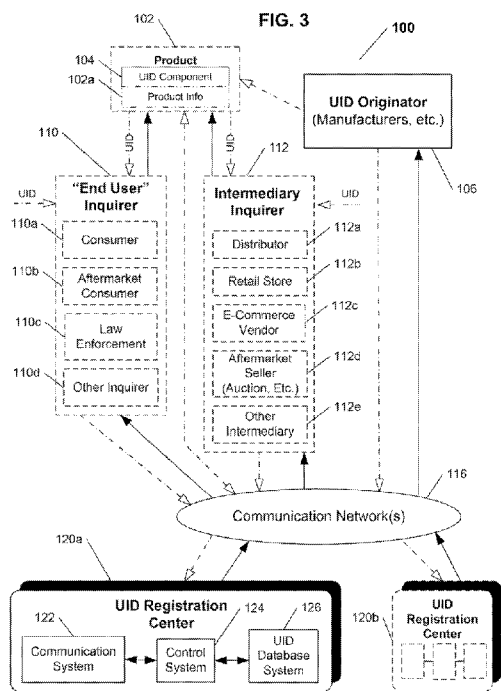 FIG. 3
102
100
104
Product
UID Component
102a
Product Info
UID Originator
(Manufacturers, etc.)
106
110
UID
UID
112
UID
"End User"
Inquirer
Intermediary
Inquirer
UID
110a
Consumer
Distributor
112a
110b
Aftermarket
Consumer
Retail Store
112b
110c
Law
Enforcement
E-Commerce
Vendor
112c
110d
Other Inquirer
Aftermarket
Seller
(Auction, Etc.)
112d
Other
Intermediary
112e
116
Communication Network(s)
120a
UID Registration
Center
122
124
126
Communication
System
Control
System
UID
Database
System
120b
UID
Registration
Center